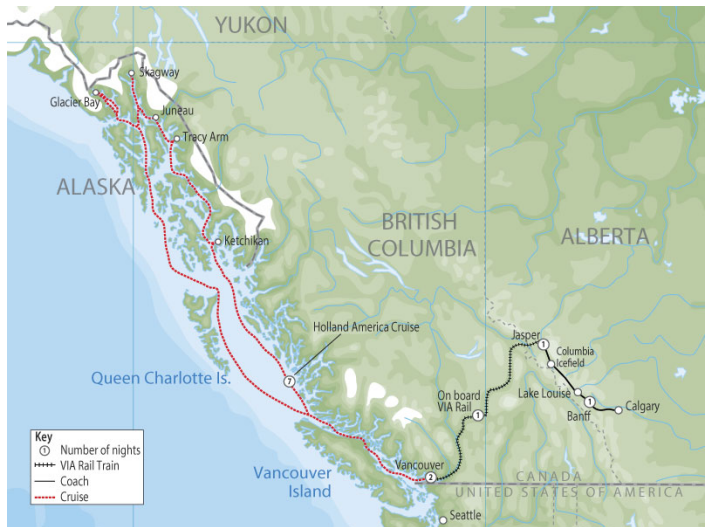 YUKON
Skagway
Glacier Bay
Juneau
Tracy Arm
ALASKA
BRITISH
COLUMBIA
ALBERTA
Ketchikan
Holland America Cruise
Jasper
1
Columbia
Icefield
Queen Charlotte Is.
7
On board
VIA Rail
1
Lake Louise
1
Banff
Calgary
Key
1 Number of nights
VIA Rail Train
Coach
Cruise
Vancouver
Island
Vancouver
2
CANADA
UNITED STATES OF AMERICA
Seattle